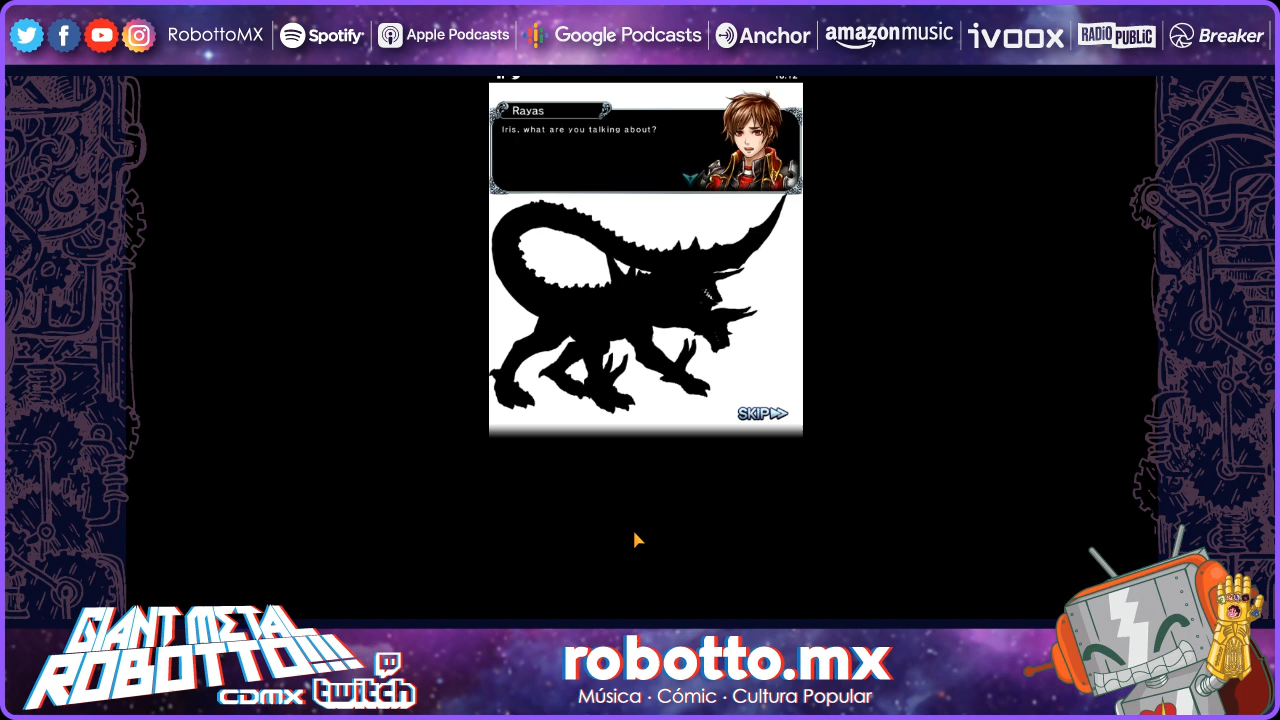 RobottoMX
Spotify
Apple Podcasts
Google Podcasts
Anchor
amazon music
ivoox
RADIO PUBLIC
Breaker
Rayas
Iris, what are you talking about?
SKIP
GIANT METAL
ROBOTTO!!!
CDMX twitch
robotto.mx
Música · Cómic · Cultura Popular